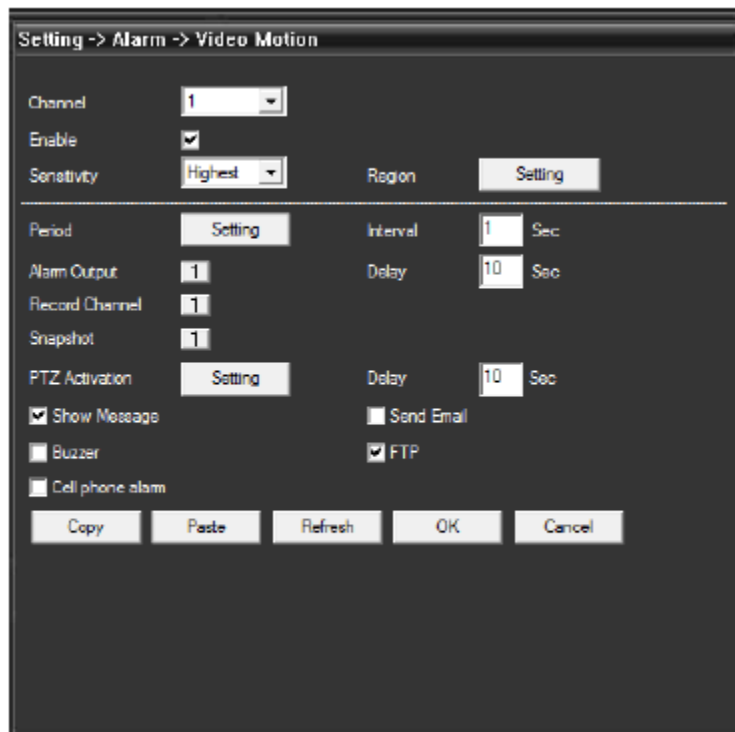 Setting -> Alarm -> Video Motion
Channel 1
Enable
Sensitivity Highest Region Setting
Period Setting Interval 1 Sec
Alarm Output 1 Delay 10 Sec
Record Channel 1
Snapshot 1
PTZ Activation Setting Delay 10 Sec
Show Message Send Email
Buzzer FTP
Cell phone alarm
Copy Paste Refresh OK Cancel